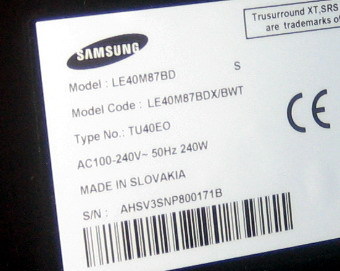 Trusurround XT, SRS
are trademarks o
SAMSUNG
Model : LE40M87BD S
Model Code : LE40M87BDX/BWT
Type No.: TU40EO
AC100-240V~ 50Hz 240W
MADE IN SLOVAKIA
S/N : AHSV3SNP800171B
CE